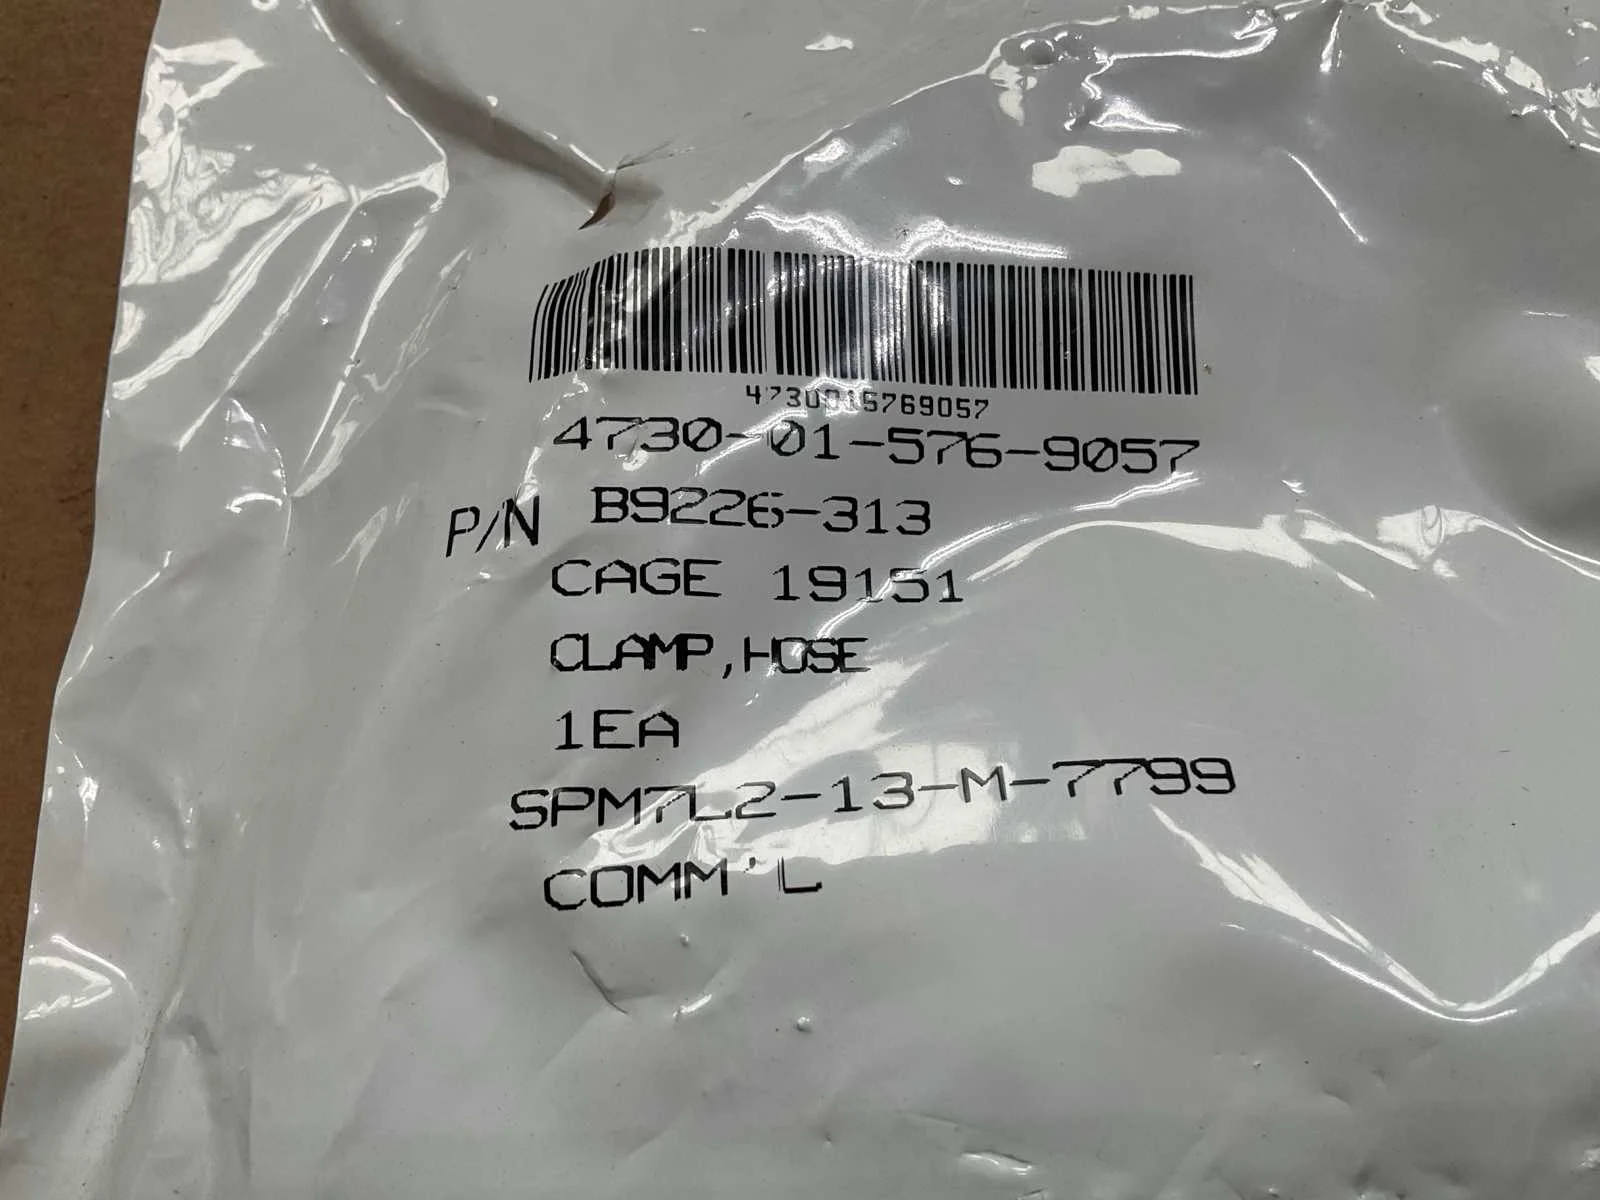 4730015769057
4730-01-576-9057
P/N B9226-313
CAGE 19151
CLAMP,HOSE
1EA
SPM7L2-13-M-7799
COMM'L